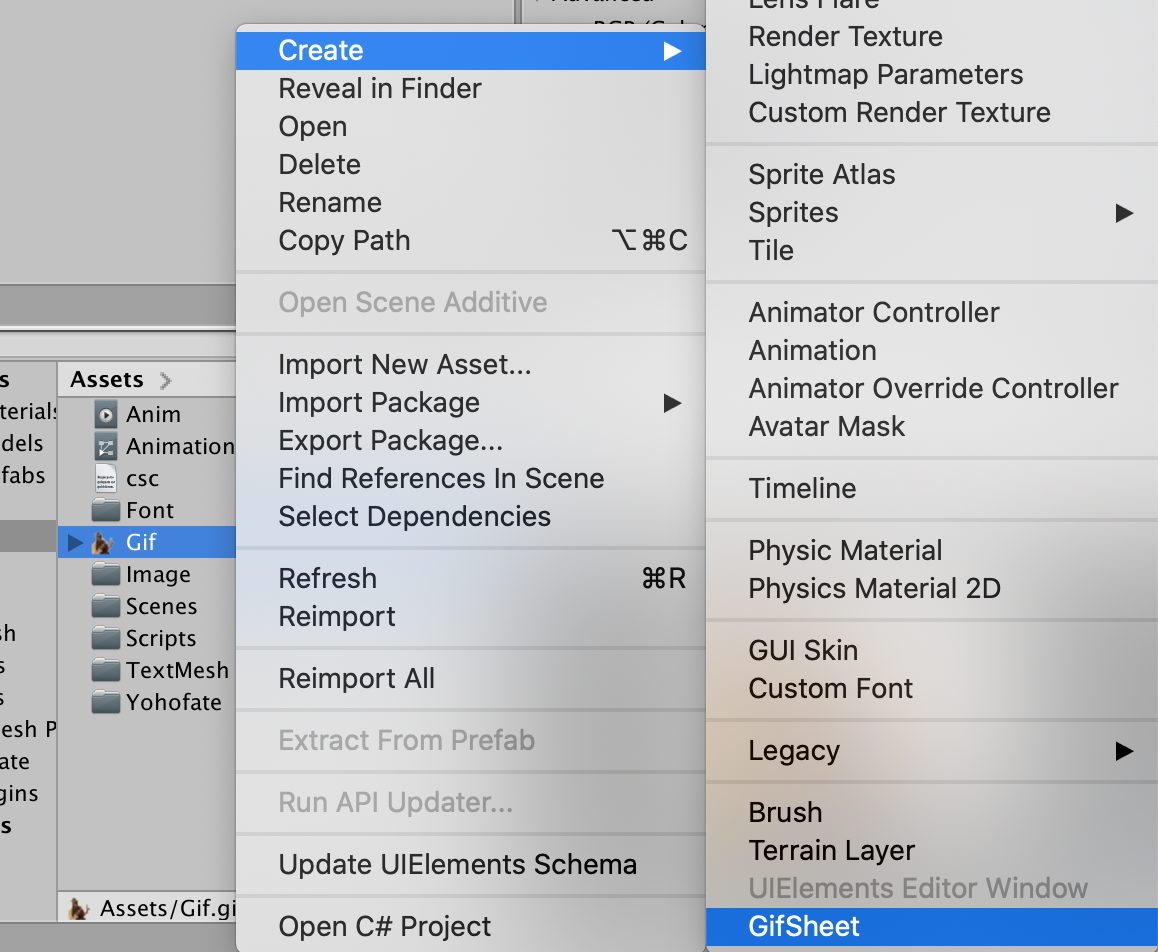 Create
Reveal in Finder
Open
Delete
Rename
Copy Path ⌥⌘C
Open Scene Additive
Import New Asset...
Import Package
Export Package...
Find References In Scene
Select Dependencies
Refresh ⌘R
Reimport
Reimport All
Extract From Prefab
Run API Updater...
Update UIElements Schema
Open C# Project
Lens Flare
Render Texture
Lightmap Parameters
Custom Render Texture
Sprite Atlas
Sprites
Tile
Animator Controller
Animation
Animator Override Controller
Avatar Mask
Timeline
Physic Material
Physics Material 2D
GUI Skin
Custom Font
Legacy
Brush
Terrain Layer
UIElements Editor Window
GifSheet
Assets
Anim
Animation
csc
Font
Gif
Image
Scenes
Scripts
TextMesh
Yohofate
Assets/Gif.gi
s
terials
dels
fabs
sh
s
s
esh P
ate
gins
s